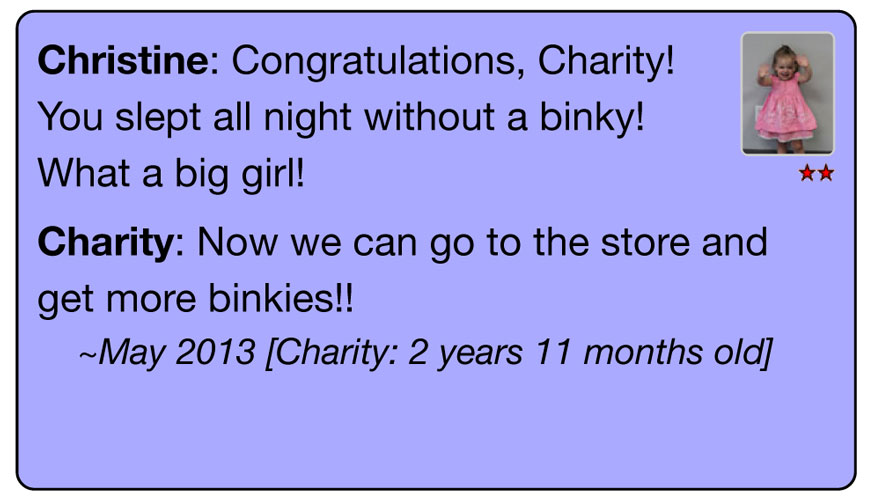 Christine: Congratulations, Charity!
You slept all night without a binky!
What a big girl!
Charity: Now we can go to the store and
get more binkies!!
~May 2013 [Charity: 2 years 11 months old]